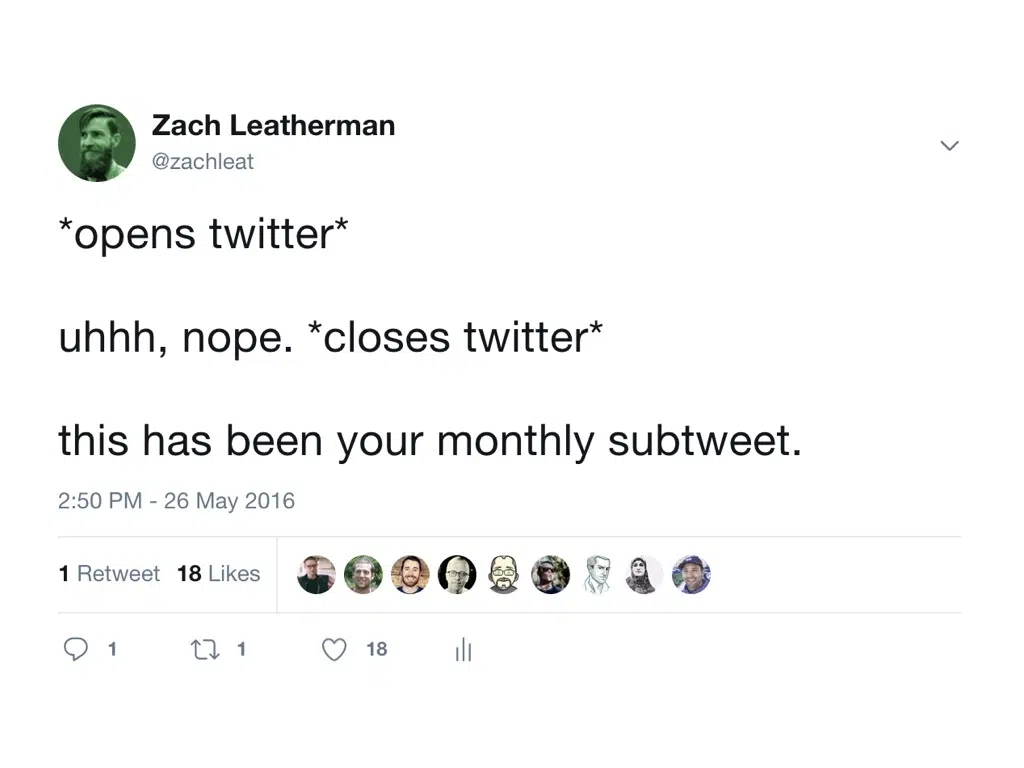 Zach Leatherman
@zachleat
*opens twitter*
uhhh, nope. *closes twitter*
this has been your monthly subtweet.
2:50 PM - 26 May 2016
1 Retweet 18 Likes
1 1 18